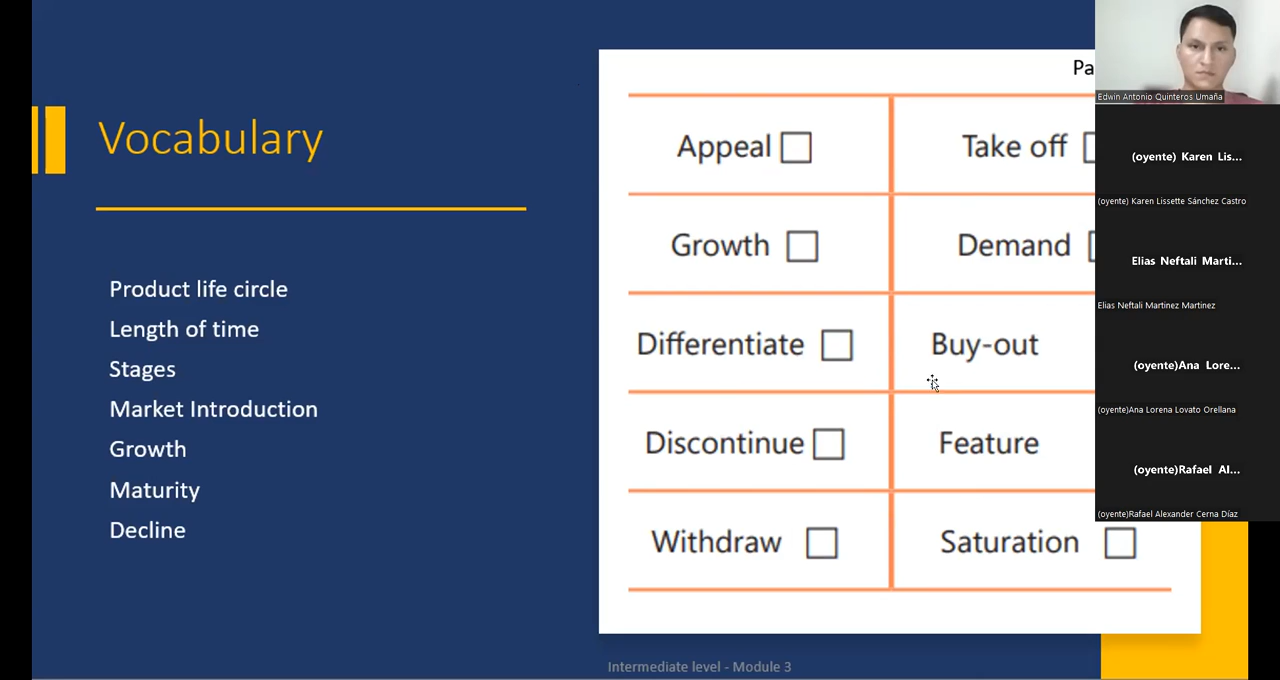 Vocabulary
Product life circle
Length of time
Stages
Market Introduction
Growth
Maturity
Decline
Pa
Appeal
Take off
Growth
Demand
Differentiate
Buy-out
Discontinue
Feature
Withdraw
Saturation
Intermediate level - Module 3
Edwin Antonio Quinteros Umaña
(oyente) Karen Lis...
(oyente) Karen Lissette Sánchez Castro
Elias Neftali Marti...
Elias Neftali Martinez Martinez
(oyente)Ana Lore...
(oyente)Ana Lorena Lovato Orellana
(oyente)Rafael Al...
(oyente)Rafael Alexander Cerna Díaz